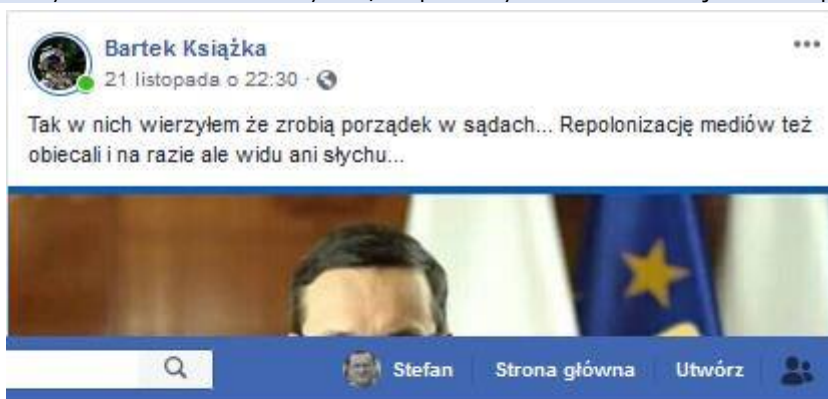 Bartek Książka
21 listopada o 22:30 ·
Tak w nich wierzyłem że zrobią porządek w sądach... Repolonizację mediów też
obiecali i na razie ale widu ani słychu...
Stefan Strona główna Utwórz